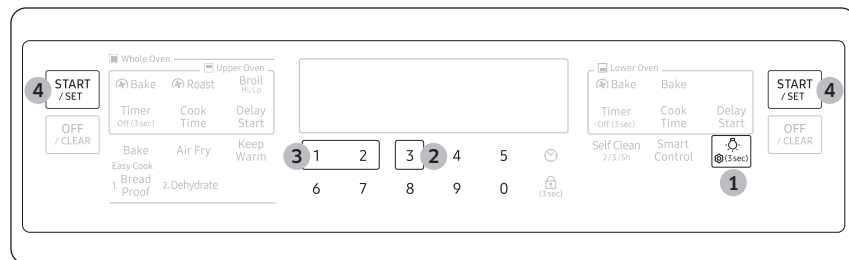 Whole Oven
Upper Oven
4 START / SET
OFF / CLEAR
Bake Roast Broil Hi/Lo
Timer Off (3 sec) Cook Time Delay Start
Bake Air Fry Keep Warm
Easy Cook
1. Bread Proof 2. Dehydrate
3 1 2 3 2 4 5
6 7 8 9 0 (3 sec)
Lower Oven
Bake Bake
Timer Off (3 sec) Cook Time Delay Start
Self Clean 2/3/5h Smart Control (3 sec)
1
START / SET 4
OFF / CLEAR